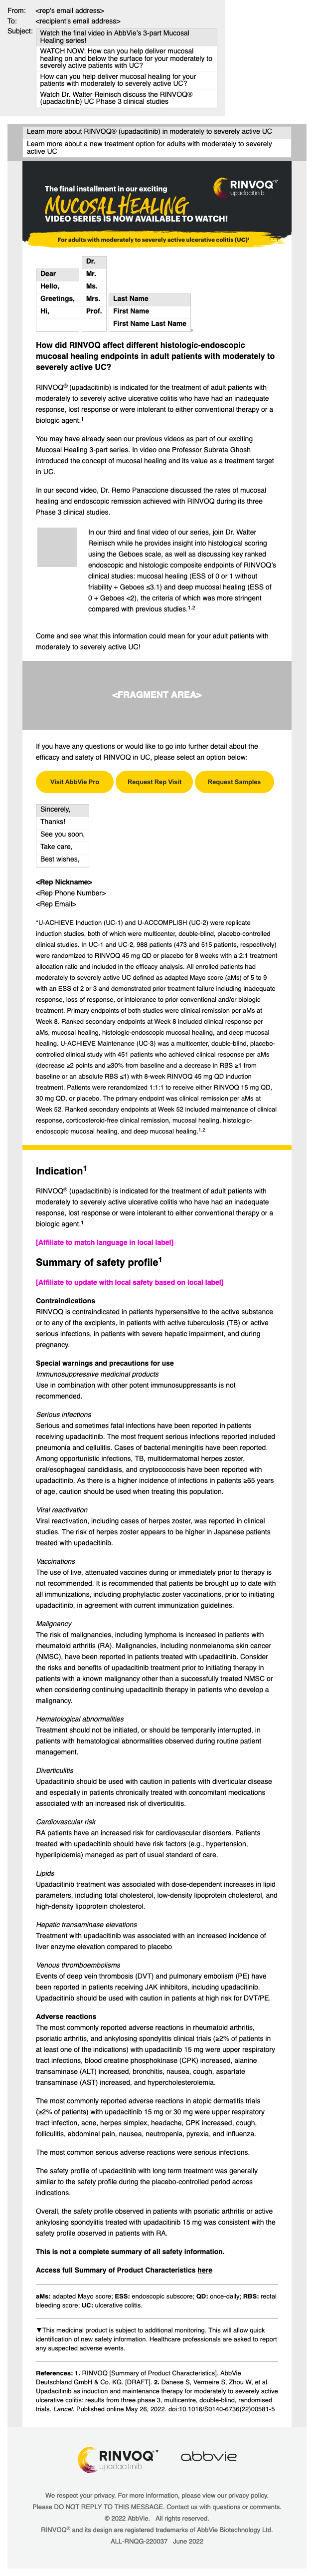 From: <rep's email address>
To: <recipient's email address>
Subject: Watch the final video in AbbVie's 3-part Mucosal
Healing series!
WATCH NOW: How can you help deliver mucosal
healing on and below the surface for your moderately to
severely active patients with UC?
How can you help deliver mucosal healing for your
patients with moderately to severely active UC?
Watch Dr. Walter Reinisch discuss the RINVOQ®
(upadacitinib) UC Phase 3 clinical studies
Learn more about RINVOQ® (upadacitinib) in moderately to severely active UC
Learn more about a new treatment option for adults with moderately to severely
active UC
RINVOQ
upadacitinib
The final installment in our exciting
MUCOSAL HEALING
VIDEO SERIES IS NOW AVAILABLE TO WATCH!
For adults with moderately to severely active ulcerative colitis (UC)¹
Dear
Hello,
Greetings,
Hi,
Dr.
Mr.
Ms.
Mrs.
Prof.
Last Name
First Name
First Name Last Name
,
How did RINVOQ affect different histologic-endoscopic
mucosal healing endpoints in adult patients with moderately to
severely active UC?
RINVOQ® (upadacitinib) is indicated for the treatment of adult patients with
moderately to severely active ulcerative colitis who have had an inadequate
response, lost response or were intolerant to either conventional therapy or a
biologic agent.¹
You may already have seen our previous videos as part of our exciting
Mucosal Healing 3-part series. In video one Professor Subrata Ghosh
introduced the concept of mucosal healing and its value as a treatment target
in UC.
In our second video, Dr. Remo Panaccione discussed the rates of mucosal
healing and endoscopic remission achieved with RINVOQ during its three
Phase 3 clinical studies.
In our third and final video of our series, join Dr. Walter
Reinisch while he provides insight into histological scoring
using the Geboes scale, as well as discussing key ranked
endoscopic and histologic composite endpoints of RINVOQ's
clinical studies: mucosal healing (ESS of 0 or 1 without
friability + Geboes ≤3.1) and deep mucosal healing (ESS of
0 + Geboes <2), the criteria of which was more stringent
compared with previous studies.¹,²
Come and see what this information could mean for your adult patients with
moderately to severely active UC!
<FRAGMENT AREA>
If you have any questions or would like to go into further detail about the
efficacy and safety of RINVOQ in UC, please select an option below:
Visit AbbVie Pro
Request Rep Visit
Request Samples
Sincerely,
Thanks!
See you soon,
Take care,
Best wishes,
<Rep Nickname>
<Rep Phone Number>
<Rep Email>
*U-ACHIEVE Induction (UC-1) and U-ACCOMPLISH (UC-2) were replicate
induction studies, both of which were multicenter, double-blind, placebo-controlled
clinical studies. In UC-1 and UC-2, 988 patients (473 and 515 patients, respectively)
were randomized to RINVOQ 45 mg QD or placebo for 8 weeks with a 2:1 treatment
allocation ratio and included in the efficacy analysis. All enrolled patients had
moderately to severely active UC defined as adapted Mayo score (aMs) of 5 to 9
with an ESS of 2 or 3 and demonstrated prior treatment failure including inadequate
response, loss of response, or intolerance to prior conventional and/or biologic
treatment. Primary endpoints of both studies were clinical remission per aMs at
Week 8. Ranked secondary endpoints at Week 8 included clinical response per
aMs, mucosal healing, histologic-endoscopic mucosal healing, and deep mucosal
healing. U-ACHIEVE Maintenance (UC-3) was a multicenter, double-blind, placebo-
controlled clinical study with 451 patients who achieved clinical response per aMs
(decrease ≥2 points and ≥30% from baseline and a decrease in RBS ≥1 from
baseline or an absolute RBS ≤1) with 8-week RINVOQ 45 mg QD induction
treatment. Patients were rerandomized 1:1:1 to receive either RINVOQ 15 mg QD,
30 mg QD, or placebo. The primary endpoint was clinical remission per aMs at
Week 52. Ranked secondary endpoints at Week 52 included maintenance of clinical
response, corticosteroid-free clinical remission, mucosal healing, histologic-
endoscopic mucosal healing, and deep mucosal healing.¹,²
Indication¹
RINVOQ® (upadacitinib) is indicated for the treatment of adult patients with
moderately to severely active ulcerative colitis who have had an inadequate
response, lost response or were intolerant to either conventional therapy or a
biologic agent.¹
[Affiliate to match language in local label]
Summary of safety profile¹
[Affiliate to update with local safety based on local label]
Contraindications
RINVOQ is contraindicated in patients hypersensitive to the active substance
or to any of the excipients, in patients with active tuberculosis (TB) or active
serious infections, in patients with severe hepatic impairment, and during
pregnancy.
Special warnings and precautions for use
Immunosuppressive medicinal products
Use in combination with other potent immunosuppressants is not
recommended.
Serious infections
Serious and sometimes fatal infections have been reported in patients
receiving upadacitinib. The most frequent serious infections reported included
pneumonia and cellulitis. Cases of bacterial meningitis have been reported.
Among opportunistic infections, TB, multidermatomal herpes zoster,
oral/esophageal candidiasis, and cryptococcosis have been reported with
upadacitinib. As there is a higher incidence of infections in patients ≥65 years
of age, caution should be used when treating this population.
Viral reactivation
Viral reactivation, including cases of herpes zoster, was reported in clinical
studies. The risk of herpes zoster appears to be higher in Japanese patients
treated with upadacitinib.
Vaccinations
The use of live, attenuated vaccines during or immediately prior to therapy is
not recommended. It is recommended that patients be brought up to date with
all immunizations, including prophylactic zoster vaccinations, prior to initiating
upadacitinib, in agreement with current immunization guidelines.
Malignancy
The risk of malignancies, including lymphoma is increased in patients with
rheumatoid arthritis (RA). Malignancies, including nonmelanoma skin cancer
(NMSC), have been reported in patients treated with upadacitinib. Consider
the risks and benefits of upadacitinib treatment prior to initiating therapy in
patients with a known malignancy other than a successfully treated NMSC or
when considering continuing upadacitinib therapy in patients who develop a
malignancy.
Hematological abnormalities
Treatment should not be initiated, or should be temporarily interrupted, in
patients with hematological abnormalities observed during routine patient
management.
Diverticulitis
Upadacitinib should be used with caution in patients with diverticular disease
and especially in patients chronically treated with concomitant medications
associated with an increased risk of diverticulitis.
Cardiovascular risk
RA patients have an increased risk for cardiovascular disorders. Patients
treated with upadacitinib should have risk factors (e.g., hypertension,
hyperlipidemia) managed as part of usual standard of care.
Lipids
Upadacitinib treatment was associated with dose-dependent increases in lipid
parameters, including total cholesterol, low-density lipoprotein cholesterol, and
high-density lipoprotein cholesterol.
Hepatic transaminase elevations
Treatment with upadacitinib was associated with an increased incidence of
liver enzyme elevation compared to placebo
Venous thromboembolisms
Events of deep vein thrombosis (DVT) and pulmonary embolism (PE) have
been reported in patients receiving JAK inhibitors, including upadacitinib.
Upadacitinib should be used with caution in patients at high risk for DVT/PE.
Adverse reactions
The most commonly reported adverse reactions in rheumatoid arthritis,
psoriatic arthritis, and ankylosing spondylitis clinical trials (≥2% of patients in
at least one of the indications) with upadacitinib 15 mg were upper respiratory
tract infections, blood creatine phosphokinase (CPK) increased, alanine
transaminase (ALT) increased, bronchitis, nausea, cough, aspartate
transaminase (AST) increased, and hypercholesterolemia.
The most commonly reported adverse reactions in atopic dermatitis trials
(≥2% of patients) with upadacitinib 15 mg or 30 mg were upper respiratory
tract infection, acne, herpes simplex, headache, CPK increased, cough,
folliculitis, abdominal pain, nausea, neutropenia, pyrexia, and influenza.
The most common serious adverse reactions were serious infections.
The safety profile of upadacitinib with long term treatment was generally
similar to the safety profile during the placebo-controlled period across
indications.
Overall, the safety profile observed in patients with psoriatic arthritis or active
ankylosing spondylitis treated with upadacitinib 15 mg was consistent with the
safety profile observed in patients with RA.
This is not a complete summary of all safety information.
Access full Summary of Product Characteristics here
aMs: adapted Mayo score; ESS: endoscopic subscore; QD: once-daily; RBS: rectal
bleeding score; UC: ulcerative colitis.
▼This medicinal product is subject to additional monitoring. This will allow quick
identification of new safety information. Healthcare professionals are asked to report
any suspected adverse events.
References: 1. RINVOQ [Summary of Product Characteristics]. AbbVie
Deutschland GmbH & Co. KG. [DRAFT]. 2. Danese S, Vermeire S, Zhou W, et al.
Upadacitinib as induction and maintenance therapy for moderately to severely active
ulcerative colitis: results from three phase 3, multicentre, double-blind, randomised
trials. Lancet. Published online May 26, 2022. doi:10.1016/S0140-6736(22)00581-5
RINVOQ
upadacitinib
abbvie
We respect your privacy. For more information, please view our privacy policy.
Please DO NOT REPLY TO THIS MESSAGE. Contact us with questions or comments.
© 2022 AbbVie. All rights reserved.
RINVOQ® and its design are registered trademarks of AbbVie Biotechnology Ltd.
ALL-RNQG-220037 June 2022